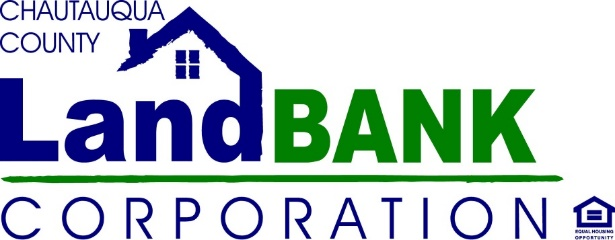 CHAUTAUQUA
COUNTY
LandBANK
CORPORATION
EQUAL HOUSING
OPPORTUNITY